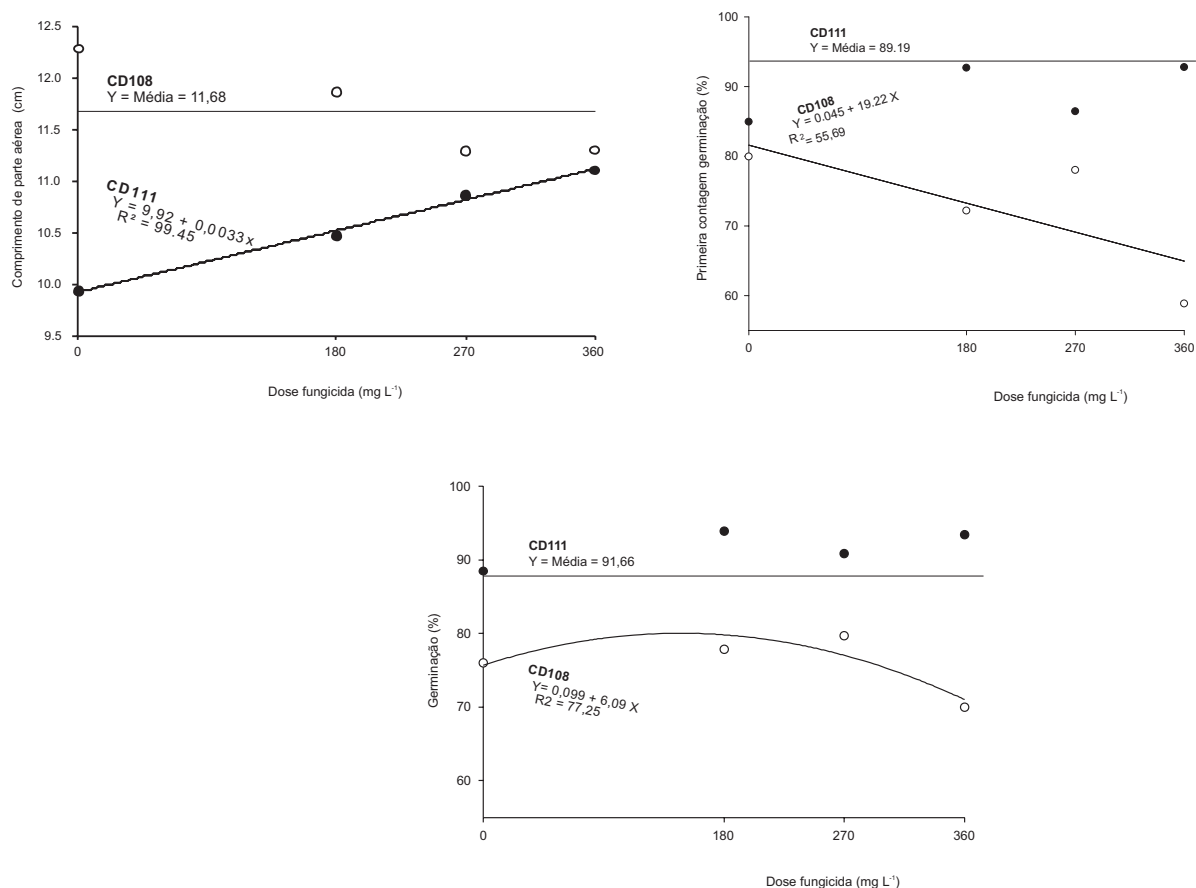 12.5
12.0
11.5
11.0
10.5
10.0
9.5
Comprimento de parte aérea (cm)
CD108
Y = Média = 11,68
CD111
Y = 9,92 + 0,0033 x
R² = 99.45
0 180 270 360
Dose fungicida (mg L⁻¹)
100
90
80
70
60
Primeira contagem germinação (%)
CD111
Y = Média = 89.19
CD108
Y = 0.045 + 19.22 X
R² = 55,69
0 180 270 360
Dose fungicida (mg L⁻¹)
100
90
80
70
60
Germinação (%)
CD111
Y = Média = 91,66
CD108
Y= 0,099 + 6,09 X
R2 = 77,25
0 180 270 360
Dose fungicida (mg L⁻¹)